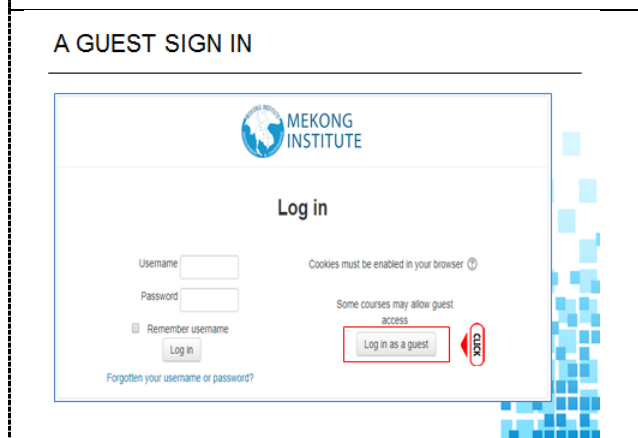 A GUEST SIGN IN
MEKONG
INSTITUTE
Log in
Username
Password
Remember username
Log in
Forgotten your username or password?
Cookies must be enabled in your browser
Some courses may allow guest
access
Log in as a guest
CLICK